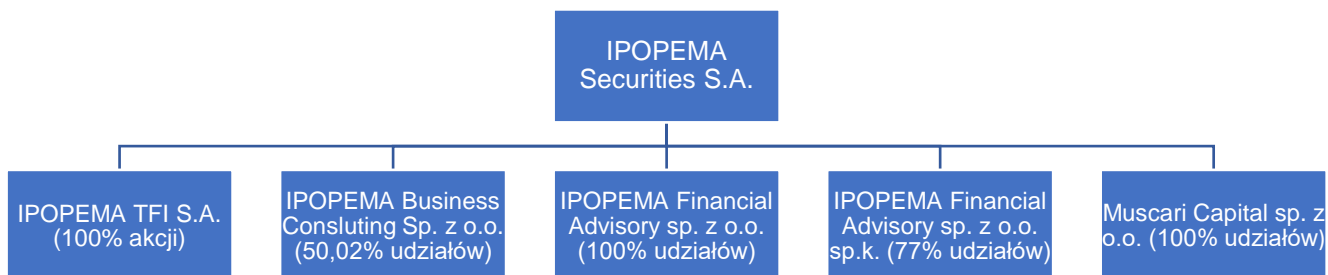 IPOPEMA
Securities S.A.
IPOPEMA TFI S.A.
(100% akcji)
IPOPEMA Business
Consluting Sp. z o.o.
(50,02% udziałów)
IPOPEMA Financial
Advisory sp. z o.o.
(100% udziałów)
IPOPEMA Financial
Advisory sp. z o.o.
sp.k. (77% udziałów)
Muscari Capital sp. z
o.o. (100% udziałów)